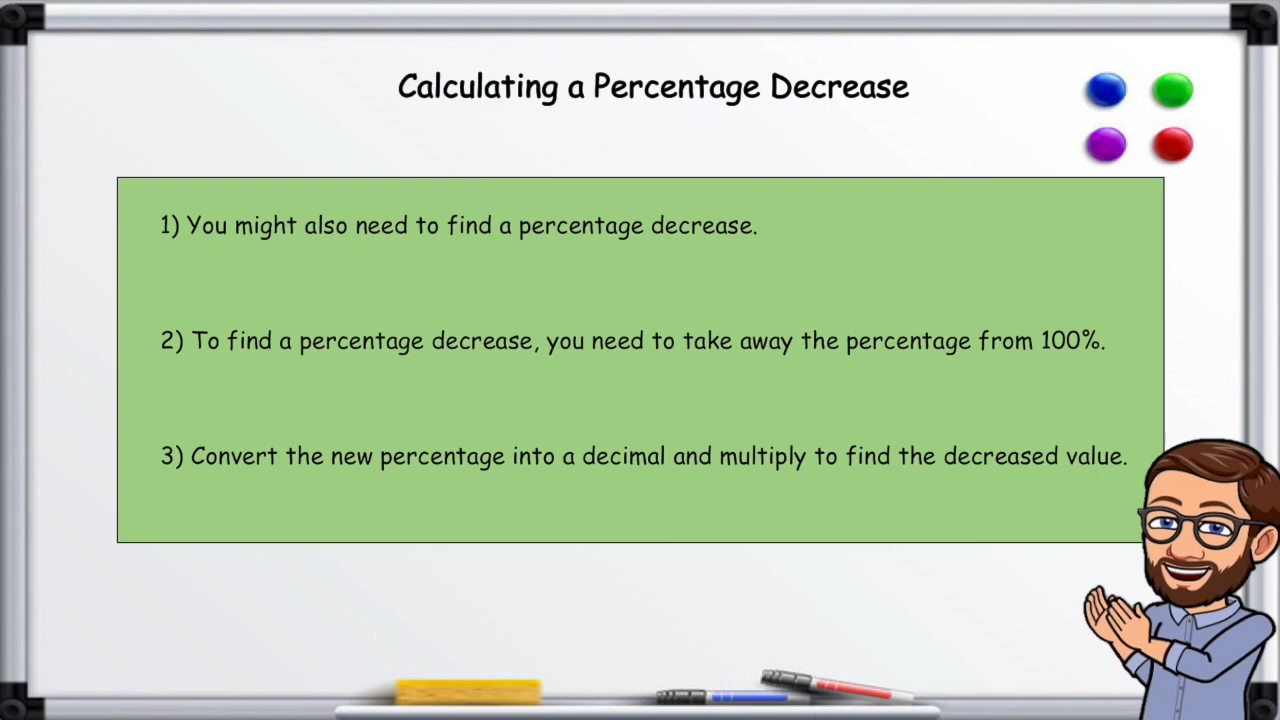 Calculating a Percentage Decrease
1) You might also need to find a percentage decrease.
2) To find a percentage decrease, you need to take away the percentage from 100%.
3) Convert the new percentage into a decimal and multiply to find the decreased value.